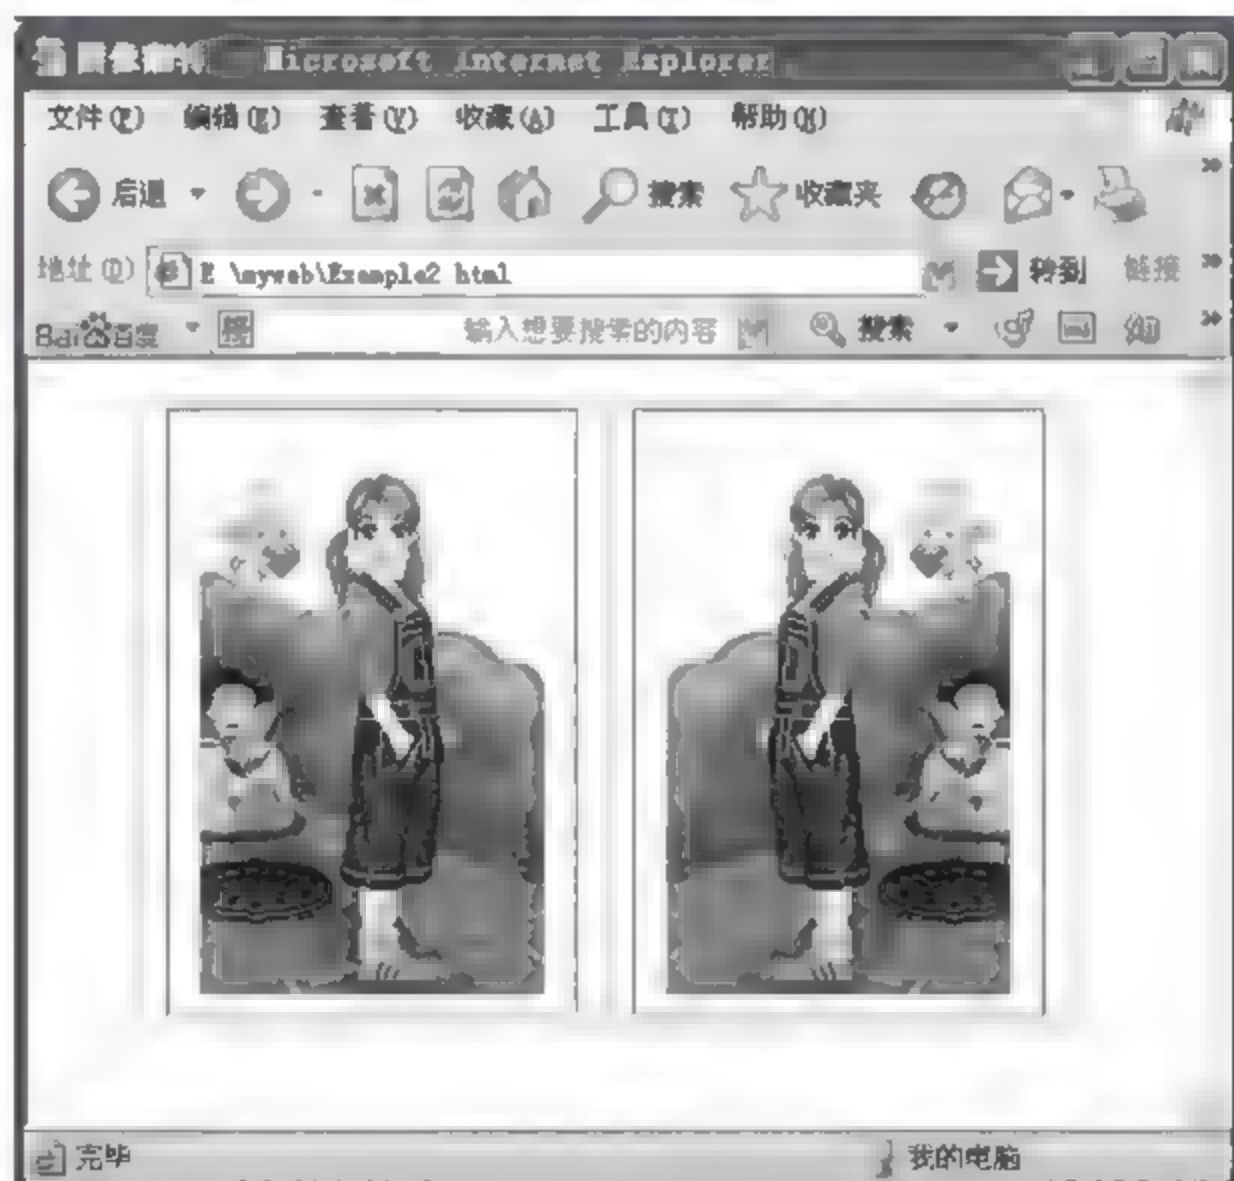 Microsoft Internet Explorer
文件(F) 编辑(E) 查看(V) 收藏(A) 工具(T) 帮助(H)
后退 搜索 收藏夹
地址(D) E \myweb\Example2 html 转到 链接
Bai百度 输入想要搜索的内容 搜索
完毕 我的电脑